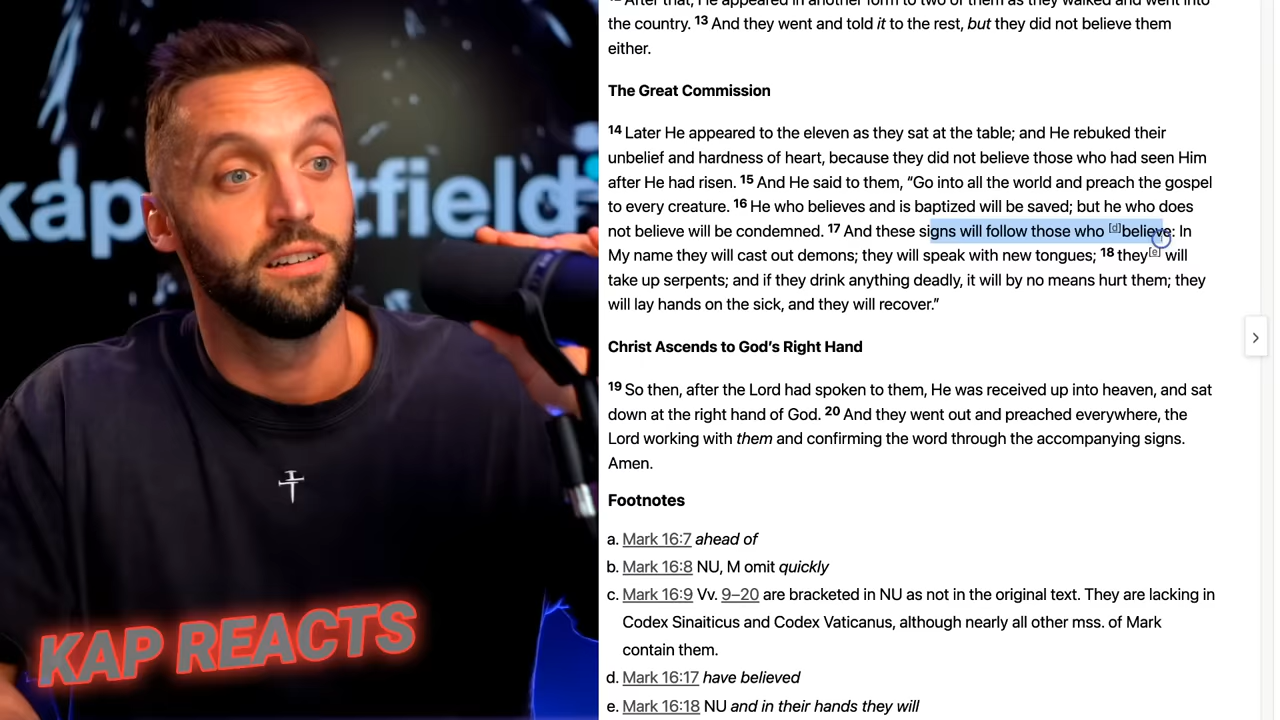 kap
tfield
KAP REACTS
the country. 13 And they went and told it to the rest, but they did not believe them
either.
The Great Commission
14 Later He appeared to the eleven as they sat at the table; and He rebuked their
unbelief and hardness of heart, because they did not believe those who had seen Him
after He had risen. 15 And He said to them, “Go into all the world and preach the gospel
to every creature. 16 He who believes and is baptized will be saved; but he who does
not believe will be condemned. 17 And these signs will follow those who [d]believe: In
My name they will cast out demons; they will speak with new tongues; 18 they[e] will
take up serpents; and if they drink anything deadly, it will by no means hurt them; they
will lay hands on the sick, and they will recover.”
Christ Ascends to God’s Right Hand
19 So then, after the Lord had spoken to them, He was received up into heaven, and sat
down at the right hand of God. 20 And they went out and preached everywhere, the
Lord working with them and confirming the word through the accompanying signs.
Amen.
Footnotes
a. Mark 16:7 ahead of
b. Mark 16:8 NU, M omit quickly
c. Mark 16:9 Vv. 9–20 are bracketed in NU as not in the original text. They are lacking in
Codex Sinaiticus and Codex Vaticanus, although nearly all other mss. of Mark
contain them.
d. Mark 16:17 have believed
e. Mark 16:18 NU and in their hands they will